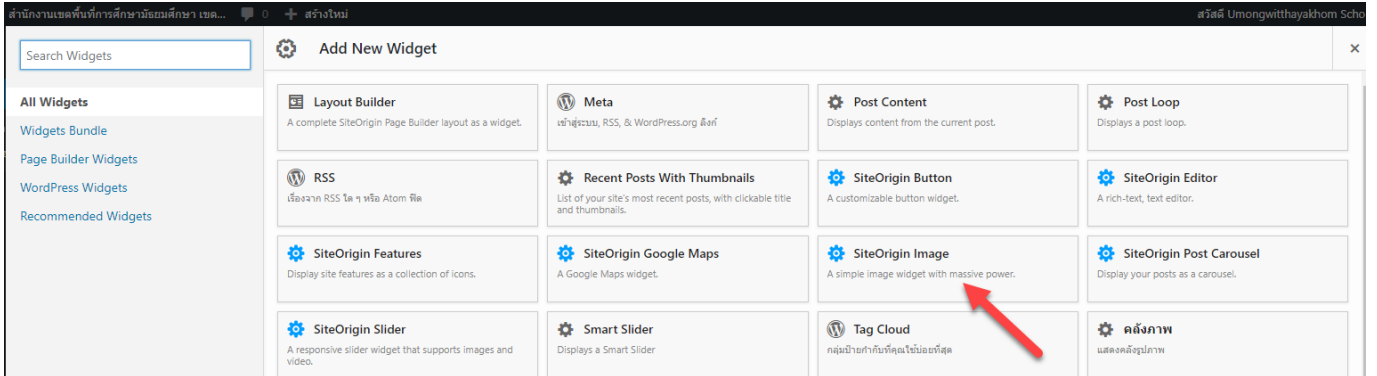 สำนักงานเขตพื้นที่การศึกษามัธยมศึกษา เขต... 0 + สร้างใหม่ สวัสดี Umongwitthayakhom Scho
Search Widgets
All Widgets
Widgets Bundle
Page Builder Widgets
WordPress Widgets
Recommended Widgets
Add New Widget ×
Layout Builder
A complete SiteOrigin Page Builder layout as a widget.
Meta
เข้าสู่ระบบ, RSS, & WordPress.org ลิงก์
Post Content
Displays content from the current post.
Post Loop
Displays a post loop.
RSS
เรื่องจาก RSS ใด ๆ หรือ Atom ฟีด
Recent Posts With Thumbnails
List of your site's most recent posts, with clickable title
and thumbnails.
SiteOrigin Button
A customizable button widget.
SiteOrigin Editor
A rich-text, text editor.
SiteOrigin Features
Display site features as a collection of icons.
SiteOrigin Google Maps
A Google Maps widget.
SiteOrigin Image
A simple image widget with massive power.
SiteOrigin Post Carousel
Display your posts as a carousel.
SiteOrigin Slider
A responsive slider widget that supports images and
video.
Smart Slider
Displays a Smart Slider
Tag Cloud
กลุ่มป้ายกำกับที่คุณใช้บ่อยที่สุด
คลังภาพ
แสดงคลังรูปภาพ